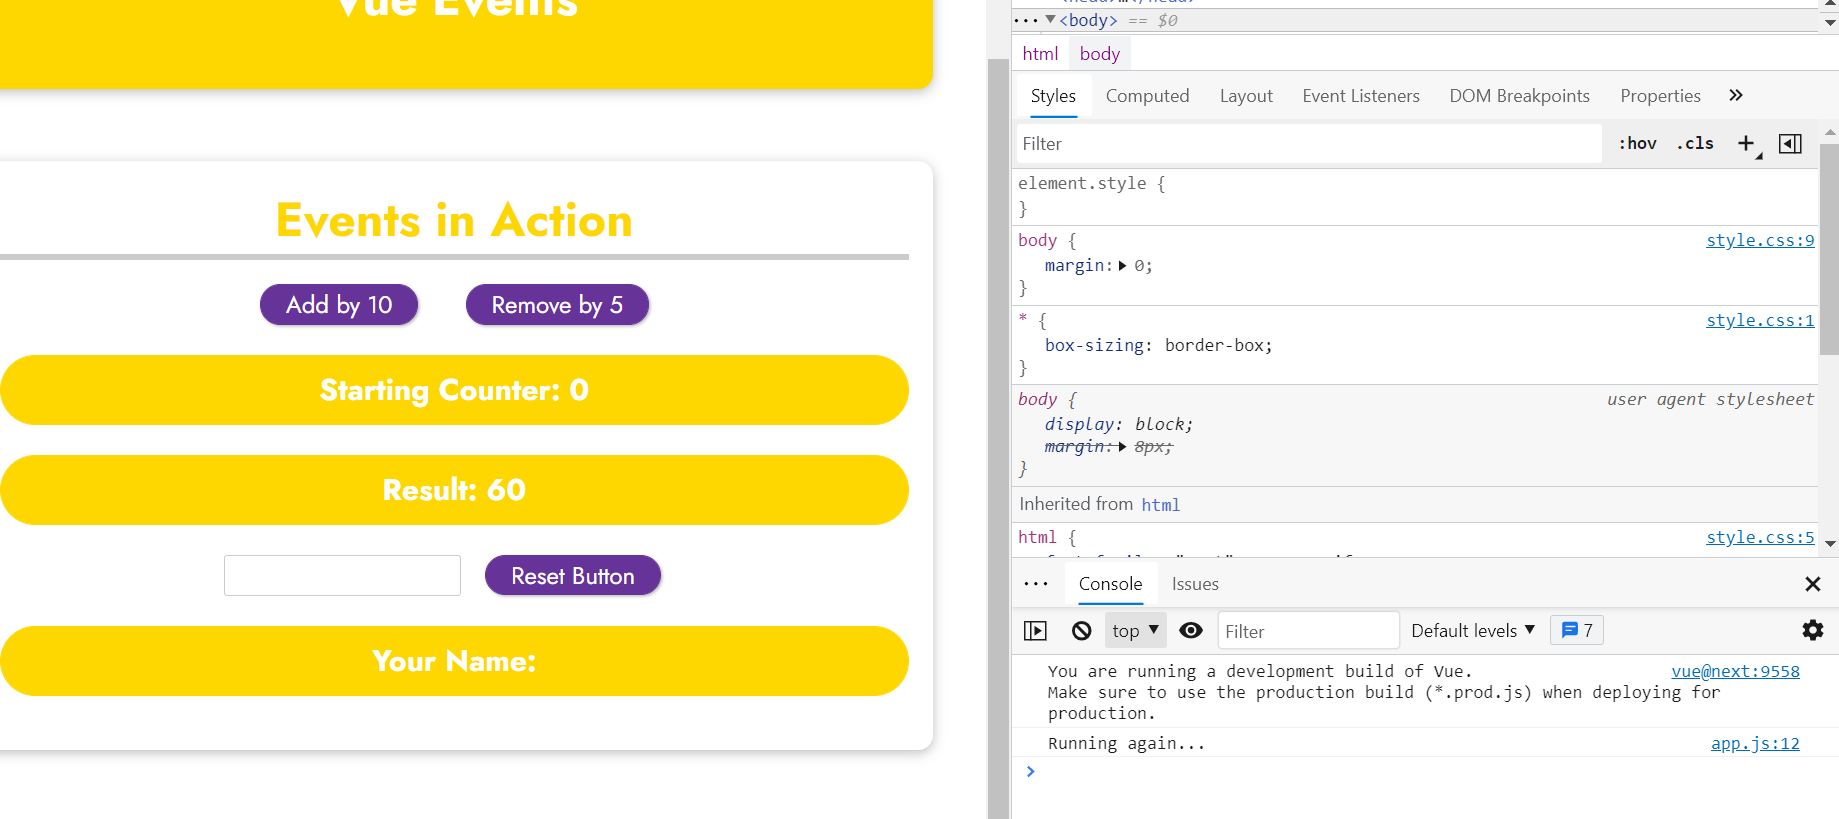 Vue Events
Events in Action
Add by 10
Remove by 5
Starting Counter: 0
Result: 60
Reset Button
Your Name:
<body> == $0
html body
Styles Computed Layout Event Listeners DOM Breakpoints Properties
Filter :hov .cls
element.style {
}
body { style.css:9
margin: 0;
}
* { style.css:1
box-sizing: border-box;
}
body { user agent stylesheet
display: block;
margin: 8px;
}
Inherited from html
html { style.css:5
Console Issues
top Filter Default levels 7
You are running a development build of Vue. vue@next:9558
Make sure to use the production build (*.prod.js) when deploying for
production.
Running again... app.js:12